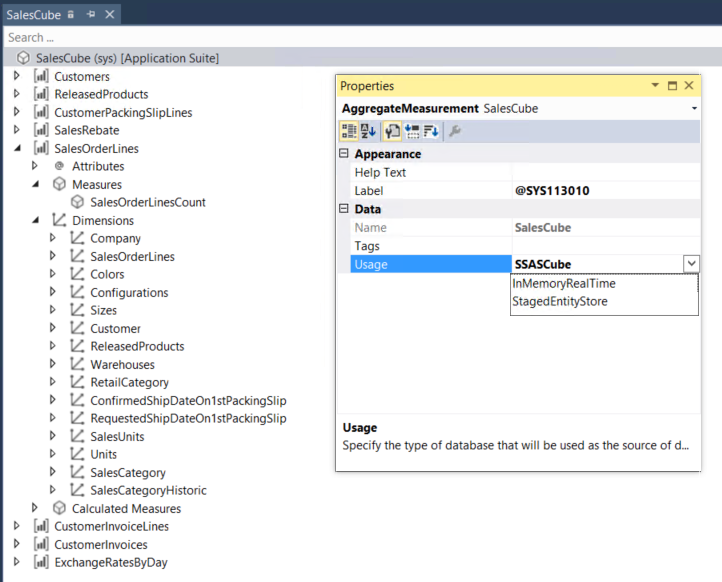 SalesCube
Search ...
SalesCube (sys) [Application Suite]
Customers
ReleasedProducts
CustomerPackingSlipLines
SalesRebate
SalesOrderLines
@ Attributes
Measures
SalesOrderLinesCount
Dimensions
Company
SalesOrderLines
Colors
Configurations
Sizes
Customer
ReleasedProducts
Warehouses
RetailCategory
ConfirmedShipDateOn1stPackingSlip
RequestedShipDateOn1stPackingSlip
SalesUnits
Units
SalesCategory
SalesCategoryHistoric
Calculated Measures
CustomerInvoiceLines
CustomerInvoices
ExchangeRatesByDay
Properties
AggregateMeasurement SalesCube
Appearance
Help Text
Label @SYS113010
Data
Name SalesCube
Tags
Usage SSASCube
InMemoryRealTime
StagedEntityStore
Usage
Specify the type of database that will be used as the source of d...